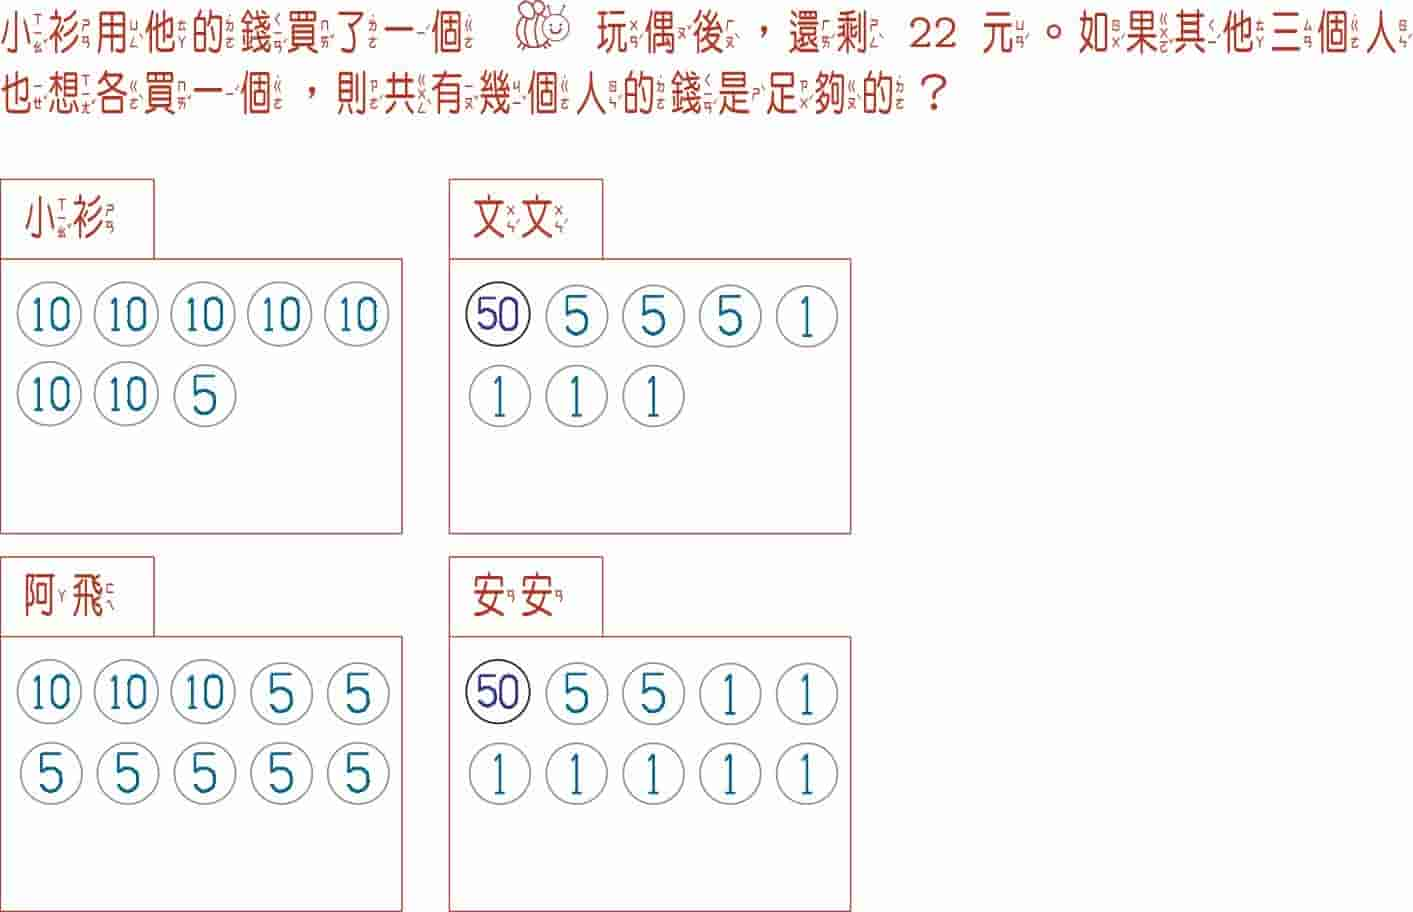 小衫用他的錢買了一個 玩偶後，還剩 22 元。如果其他三個人
也想各買一個，則共有幾個人的錢是足夠的？
小衫
文文
10 10 10 10 10
50 5 5 5 1
10 10 5
1 1 1
阿飛
安安
10 10 10 5 5
50 5 5 1 1
5 5 5 5 5
1 1 1 1 1